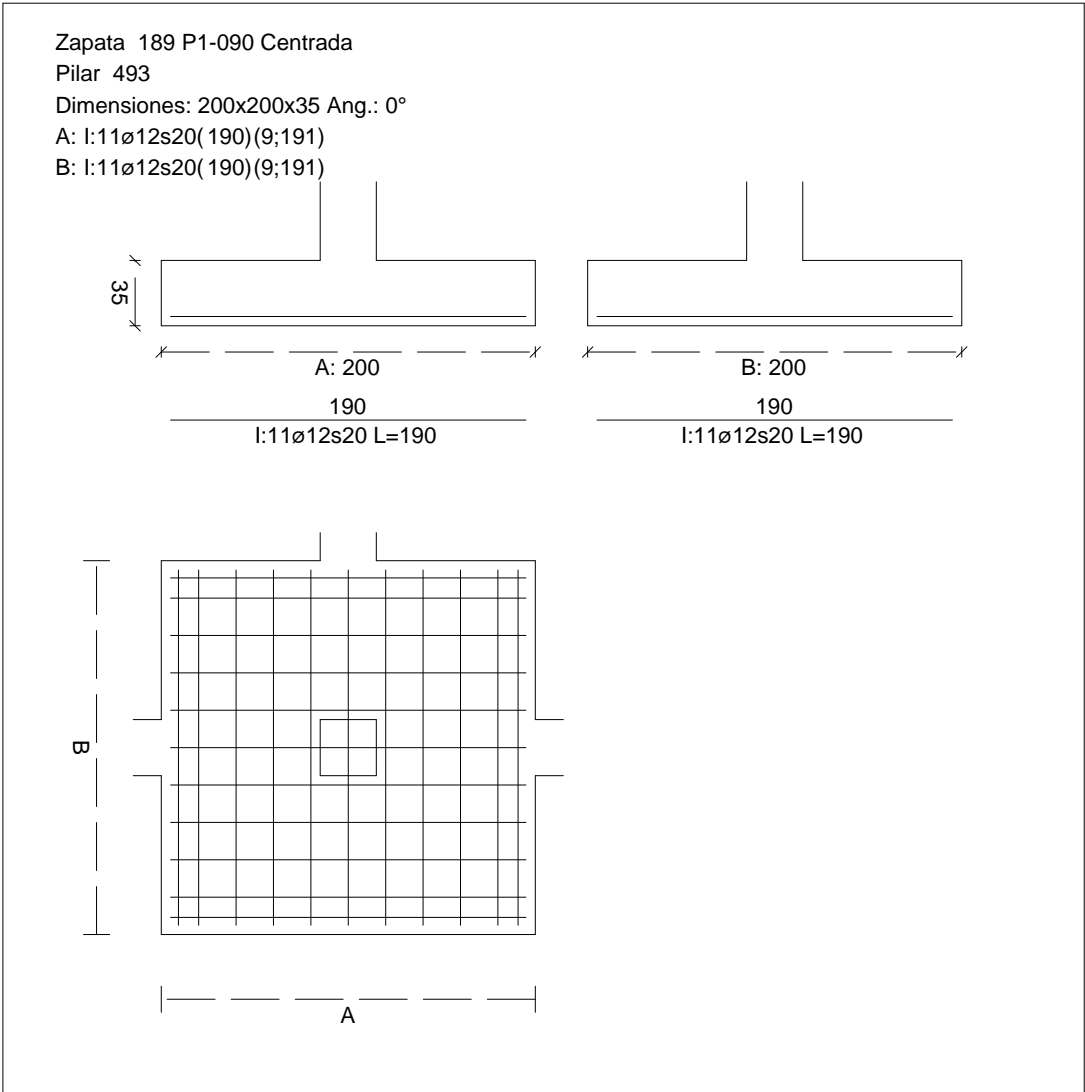 Zapata 189 P1-090 Centrada
Pilar 493
Dimensiones: 200x200x35 Ang.: 0°
A: I:11ø12s20( 190)(9;191)
B: I:11ø12s20( 190)(9;191)
35
A: 200
B: 200
190
I:11ø12s20 L=190
190
I:11ø12s20 L=190
B
A